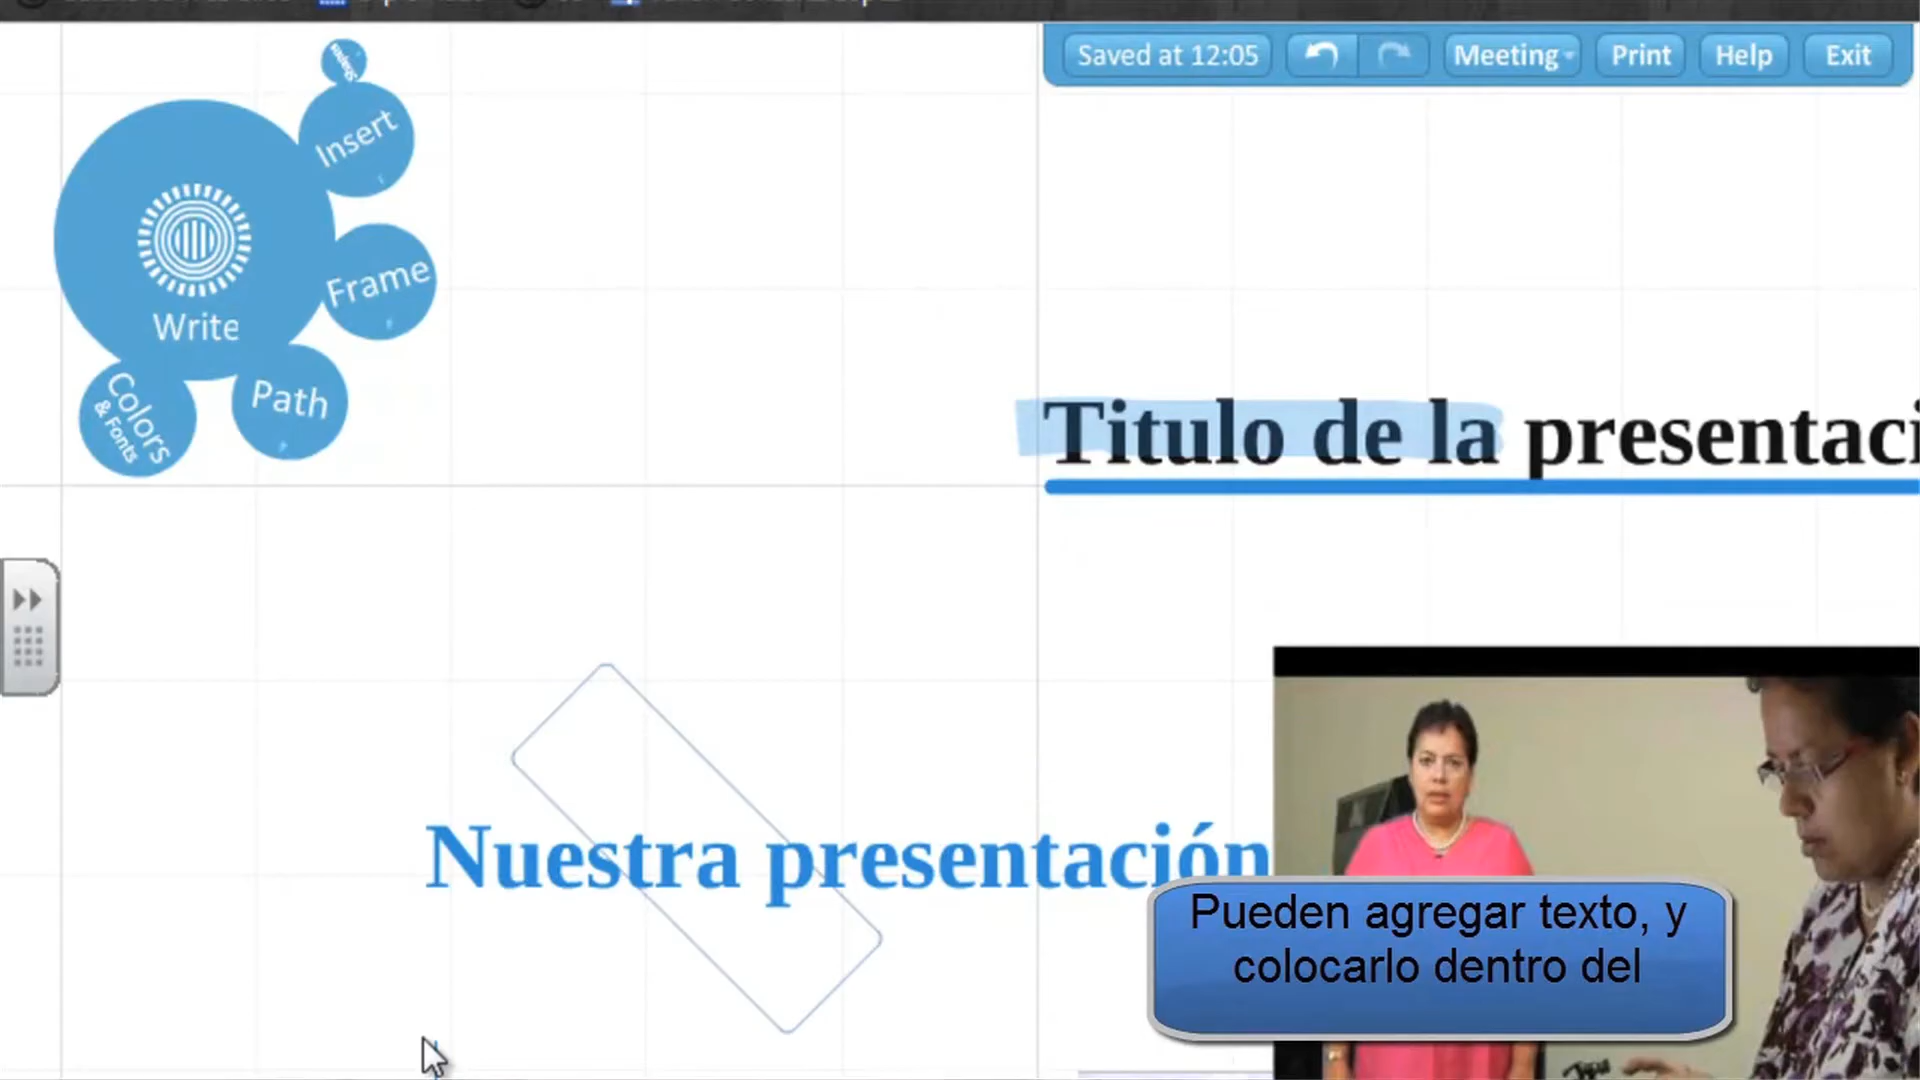 Saved at 12:05
Meeting
Print
Help
Exit
Insert
Frame
Write
Path
Colors
& Fonts
Titulo de la presentaci
Nuestra presentación
Pueden agregar texto, y
colocarlo dentro del